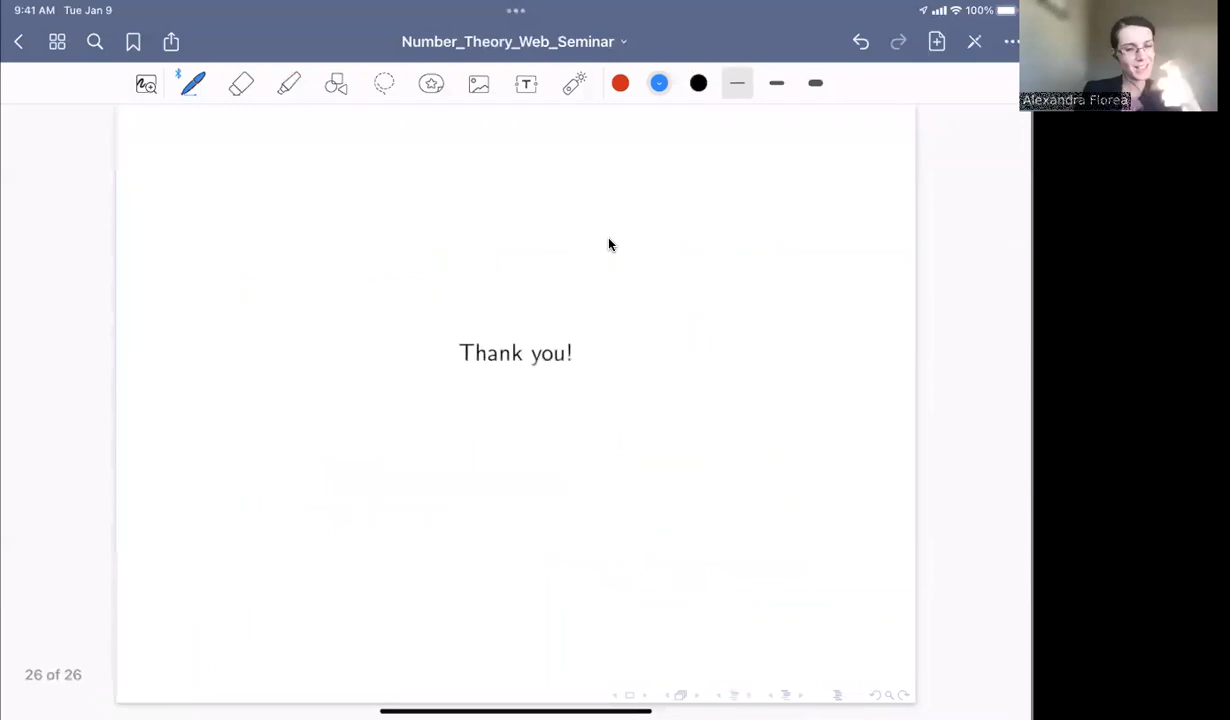 9:41 AM Tue Jan 9
100%
Number_Theory_Web_Seminar
T
Alexandra Florea
Thank you!
26 of 26